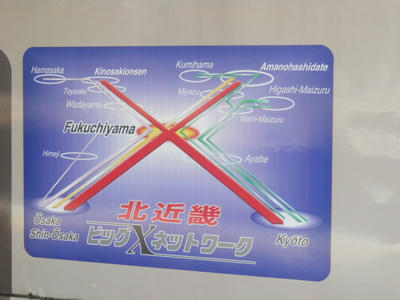 Hamasaka
Kinosakionsen
Kumihama
Amanohashidate
Toyooka
Miyazu
Higashi-Maizuru
Wadayama
Nishi-Maizuru
Fukuchiyama
Himeji
Ayabe
Ōsaka
Shin-Ōsaka
Kyōto
北近畿
ビッグXネットワーク